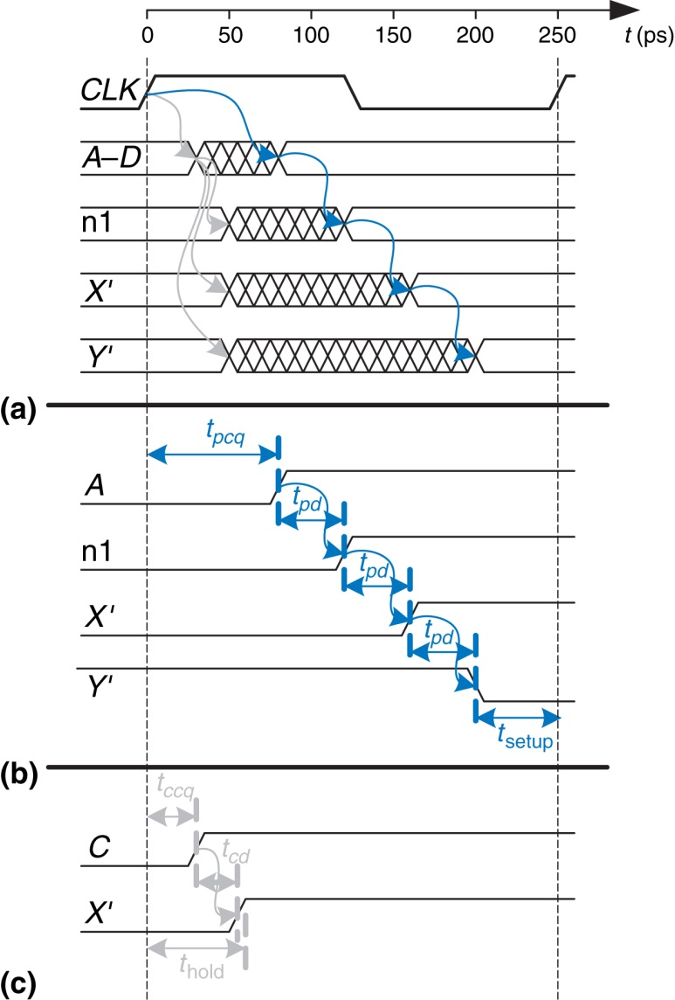 0 50 100 150 200 250 t (ps)
CLK
A–D
n1
X'
Y'
(a)
tpcq
A
tpd
n1
tpd
X'
tpd
Y'
tsetup
(b)
tccq
C
tcd
X'
thold
(c)